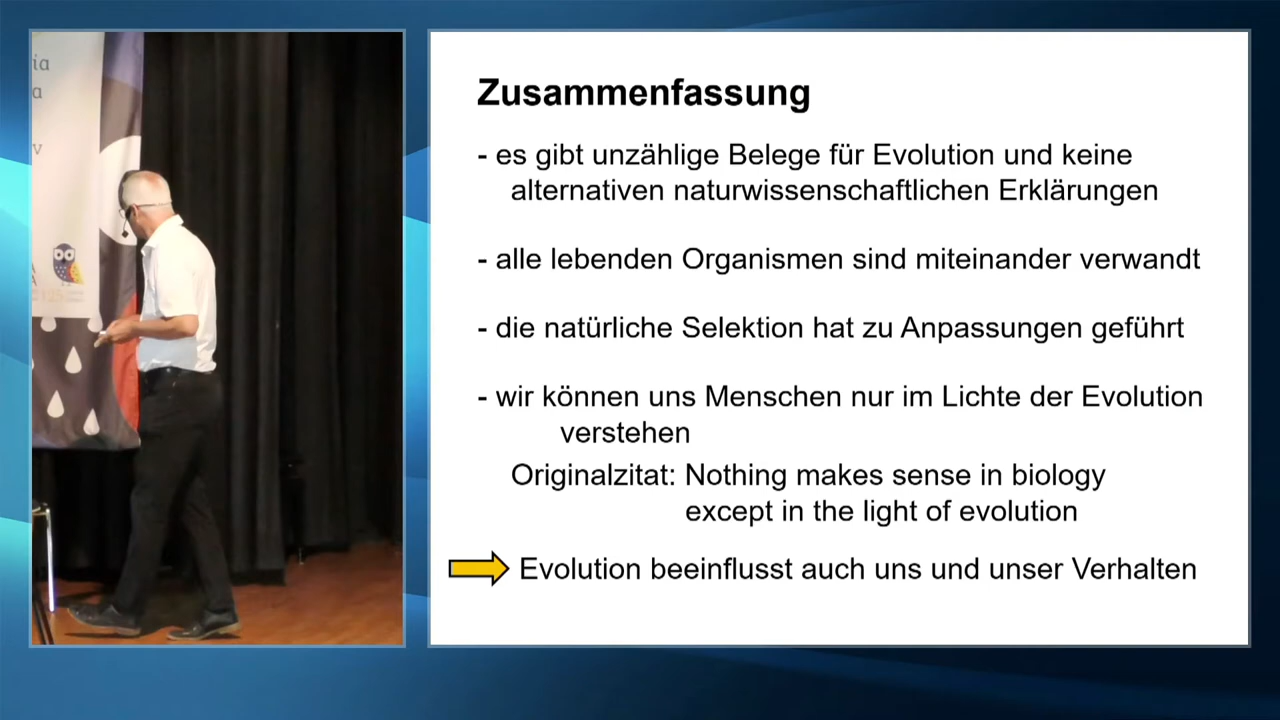 ia
a
v
A
A
Zusammenfassung
- es gibt unzählige Belege für Evolution und keine
alternativen naturwissenschaftlichen Erklärungen
- alle lebenden Organismen sind miteinander verwandt
- die natürliche Selektion hat zu Anpassungen geführt
- wir können uns Menschen nur im Lichte der Evolution
verstehen
Originalzitat: Nothing makes sense in biology
except in the light of evolution
Evolution beeinflusst auch uns und unser Verhalten